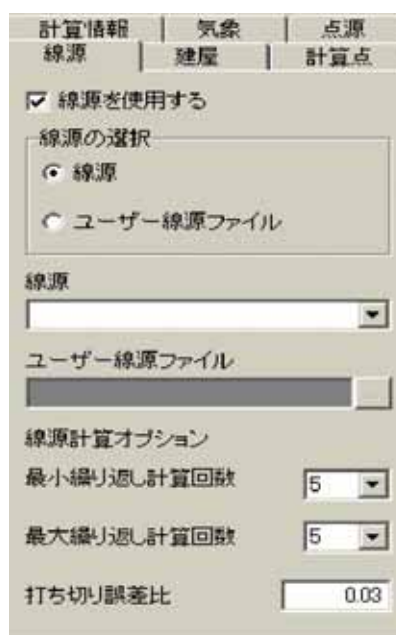 計算情報 気象 点源
線源 建屋 計算点
線源を使用する
線源の選択
線源
ユーザー線源ファイル
線源
ユーザー線源ファイル
線源計算オプション
最小繰り返し計算回数 5
最大繰り返し計算回数 5
打ち切り誤差比 0.03